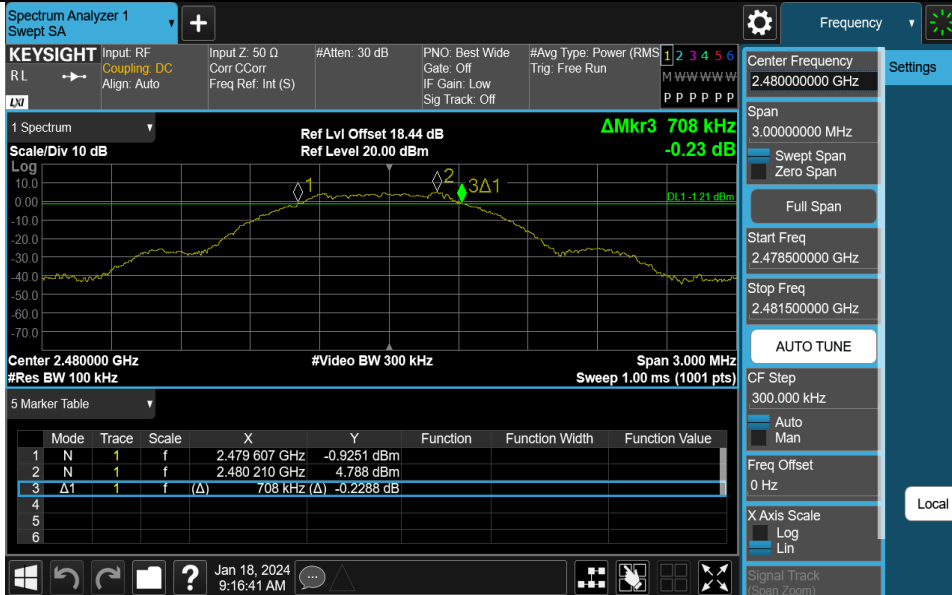 Spectrum Analyzer 1
Swept SA
+
Frequency
KEYSIGHT
RL
LXI
Input: RF
Coupling: DC
Align: Auto
Input Z: 50 Ω
Corr CCorr
Freq Ref: Int (S)
#Atten: 30 dB
PNO: Best Wide
Gate: Off
IF Gain: Low
Sig Track: Off
#Avg Type: Power (RMS
Trig: Free Run
1 2 3 4 5 6
M W W W W W
P P P P P P
1 Spectrum
Scale/Div 10 dB
Ref Lvl Offset 18.44 dB
Ref Level 20.00 dBm
ΔMkr3 708 kHz
-0.23 dB
Log
10.0
0.00
-10.0
-20.0
-30.0
-40.0
-50.0
-60.0
-70.0
1
2
3Δ1
DL1 -1.21 dBm
Center 2.480000 GHz
#Video BW 300 kHz
Span 3.000 MHz
#Res BW 100 kHz
Sweep 1.00 ms (1001 pts)
5 Marker Table
Mode Trace Scale X Y Function Function Width Function Value
1 N 1 f 2.479 607 GHz -0.9251 dBm
2 N 1 f 2.480 210 GHz 4.788 dBm
3 Δ1 1 f (Δ) 708 kHz (Δ) -0.2288 dB
4
5
6
?
Jan 18, 2024
9:16:41 AM
Center Frequency
2.480000000 GHz
Settings
Span
3.00000000 MHz
Swept Span
Zero Span
Full Span
Start Freq
2.478500000 GHz
Stop Freq
2.481500000 GHz
AUTO TUNE
CF Step
300.000 kHz
Auto
Man
Freq Offset
0 Hz
Local
X Axis Scale
Log
Lin
Signal Track
(Span Zoom)